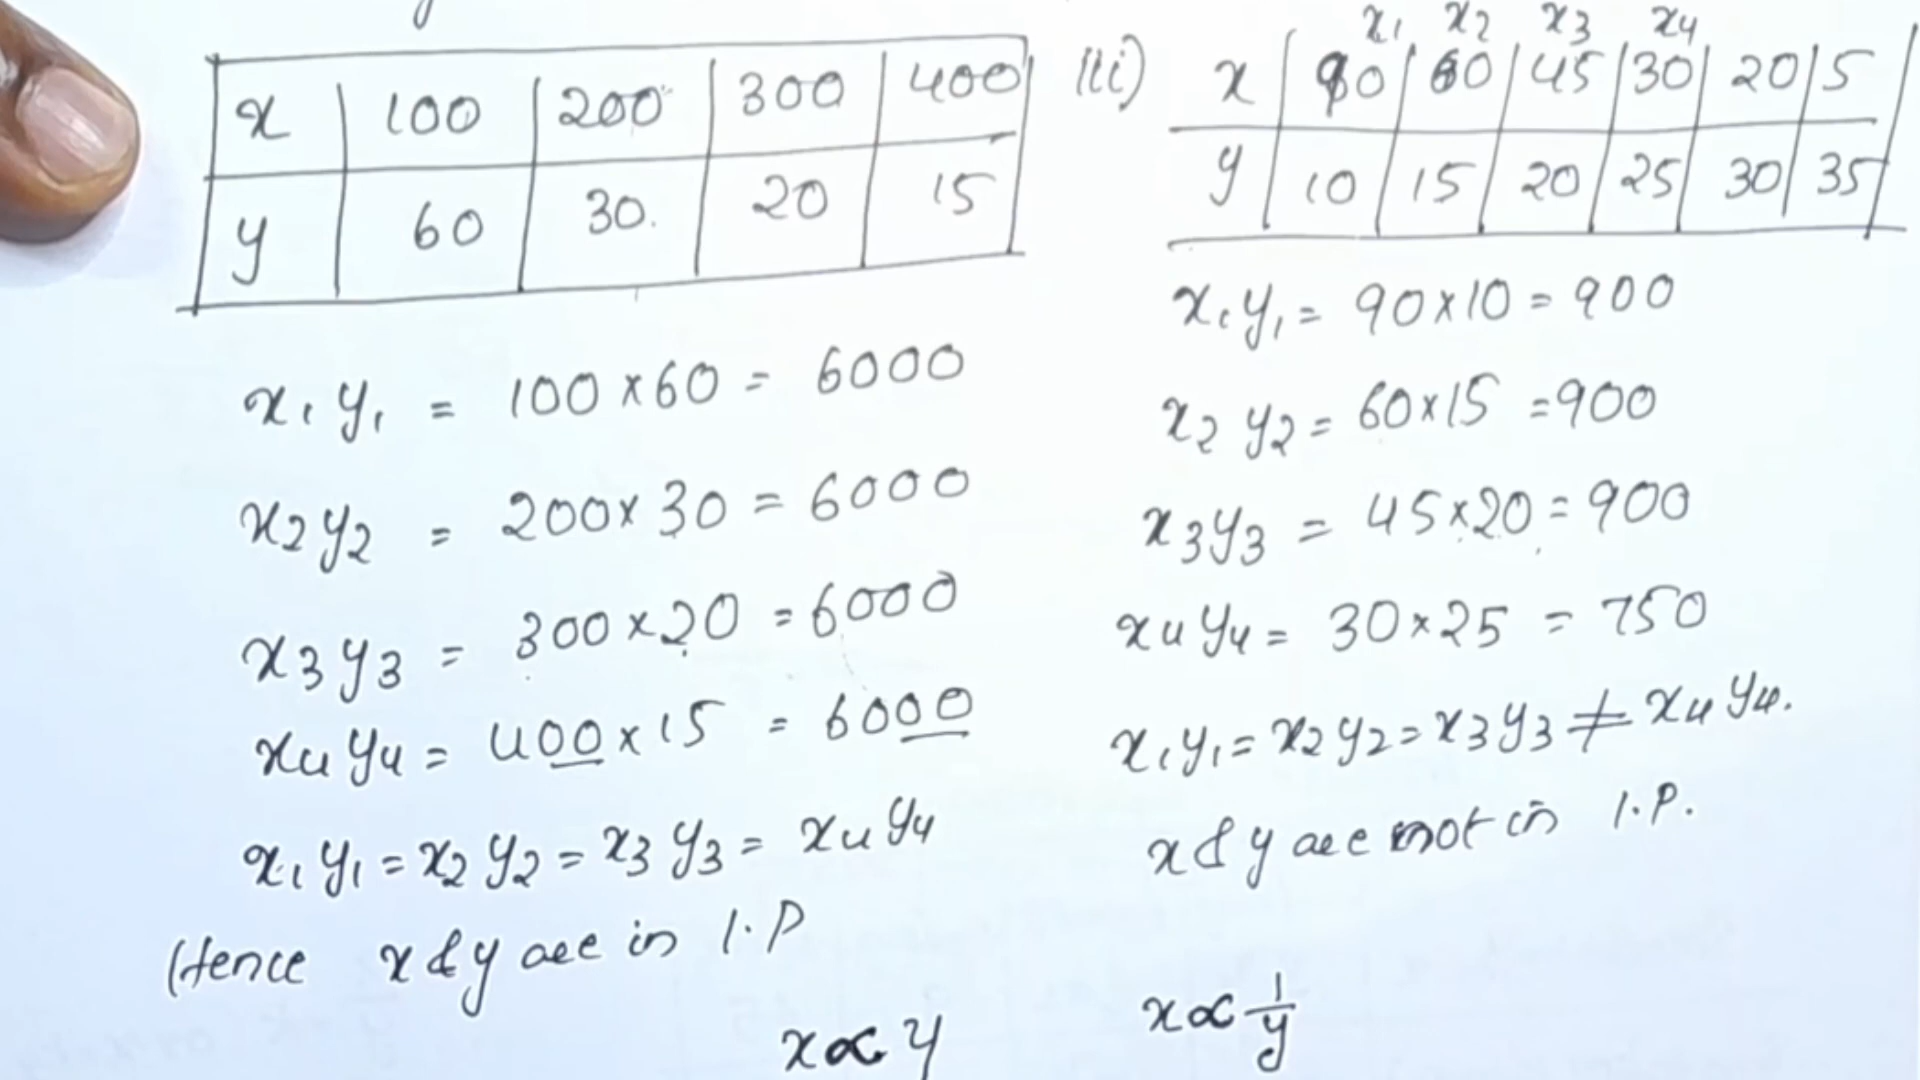 x | 100 | 200 | 300 | 400
y | 60 | 30. | 20 | 15
x₁y₁ = 100 × 60 = 6000
x₂y₂ = 200 × 30 = 6000
x₃y₃ = 300 × 20 = 6000
x₄y₄ = 400 × 15 = 6000
x₁y₁ = x₂y₂ = x₃y₃ = x₄y₄
Hence x & y are in I.P
x ∝ y
x₁ x₂ x₃ x₄
iii) x | 90 | 60 | 45 | 30 | 20 | 5
y | 10 | 15 | 20 | 25 | 30 | 35
x₁y₁ = 90 × 10 = 900
x₂y₂ = 60 × 15 = 900
x₃y₃ = 45 × 20 = 900
x₄y₄ = 30 × 25 = 750
x₁y₁ = x₂y₂ = x₃y₃ ≠ x₄y₄.
x & y are not in I.P.
x ∝ 1/y